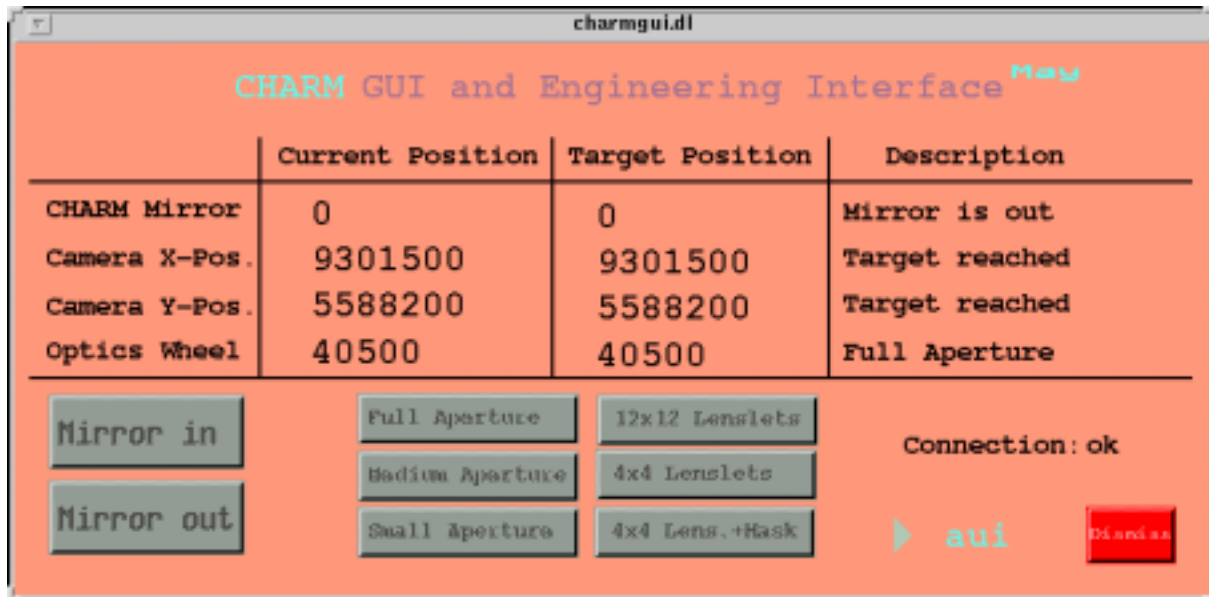 charmgui.dl
CHARM GUI and Engineering Interface May
Current Position Target Position Description
CHARM Mirror 0 0 Mirror is out
Camera X-Pos. 9301500 9301500 Target reached
Camera Y-Pos. 5588200 5588200 Target reached
Optics Wheel 40500 40500 Full Aperture
Mirror in Full Aperture 12x12 Lenslets
Connection: ok
Medium Aperture 4x4 Lenslets
Mirror out Small Aperture 4x4 Lens.+Mask
aui Dismiss